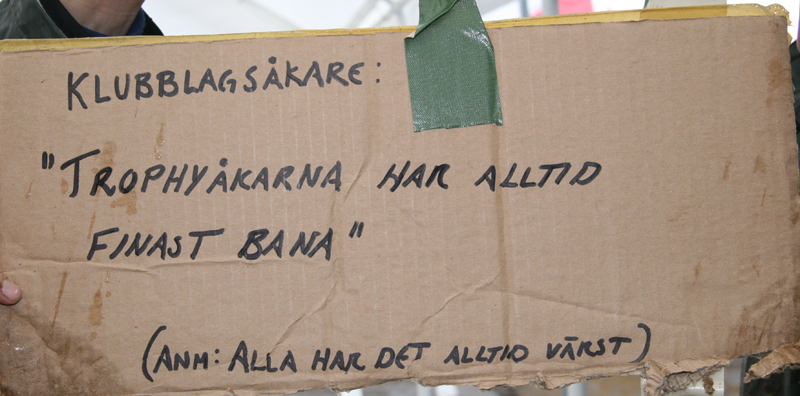 KLUBBLAGSÅKARE:
"TROPHYÅKARNA HAR ALLTID
FINAST BANA"
(ANM: ALLA HAR DET ALLTID VÄRST)